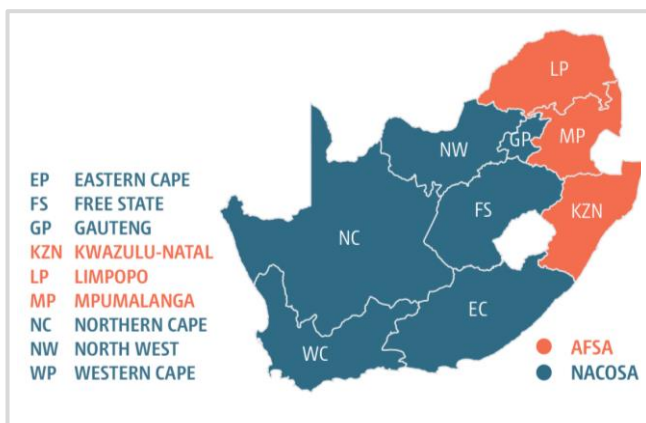 EP EASTERN CAPE
FS FREE STATE
GP GAUTENG
KZN KWAZULU-NATAL
LP LIMPOPO
MP MPUMALANGA
NC NORTHERN CAPE
NW NORTH WEST
WP WESTERN CAPE
LP
MP
GP
NW
KZN
FS
NC
EC
WC
AFSA
NACOSA